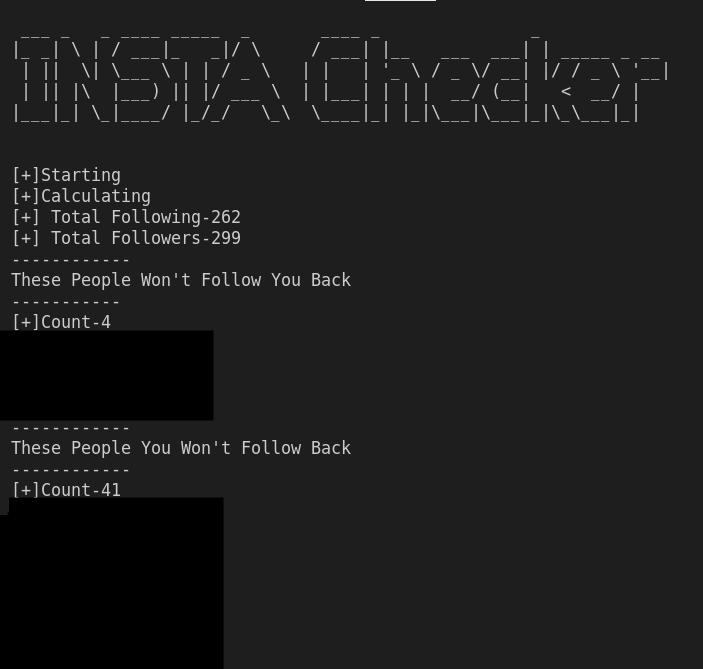 INSTA Checker
[+]Starting
[+]Calculating
[+] Total Following-262
[+] Total Followers-299
------------
These People Won't Follow You Back
-----------
[+]Count-4
------------
These People You Won't Follow Back
------------
[+]Count-41